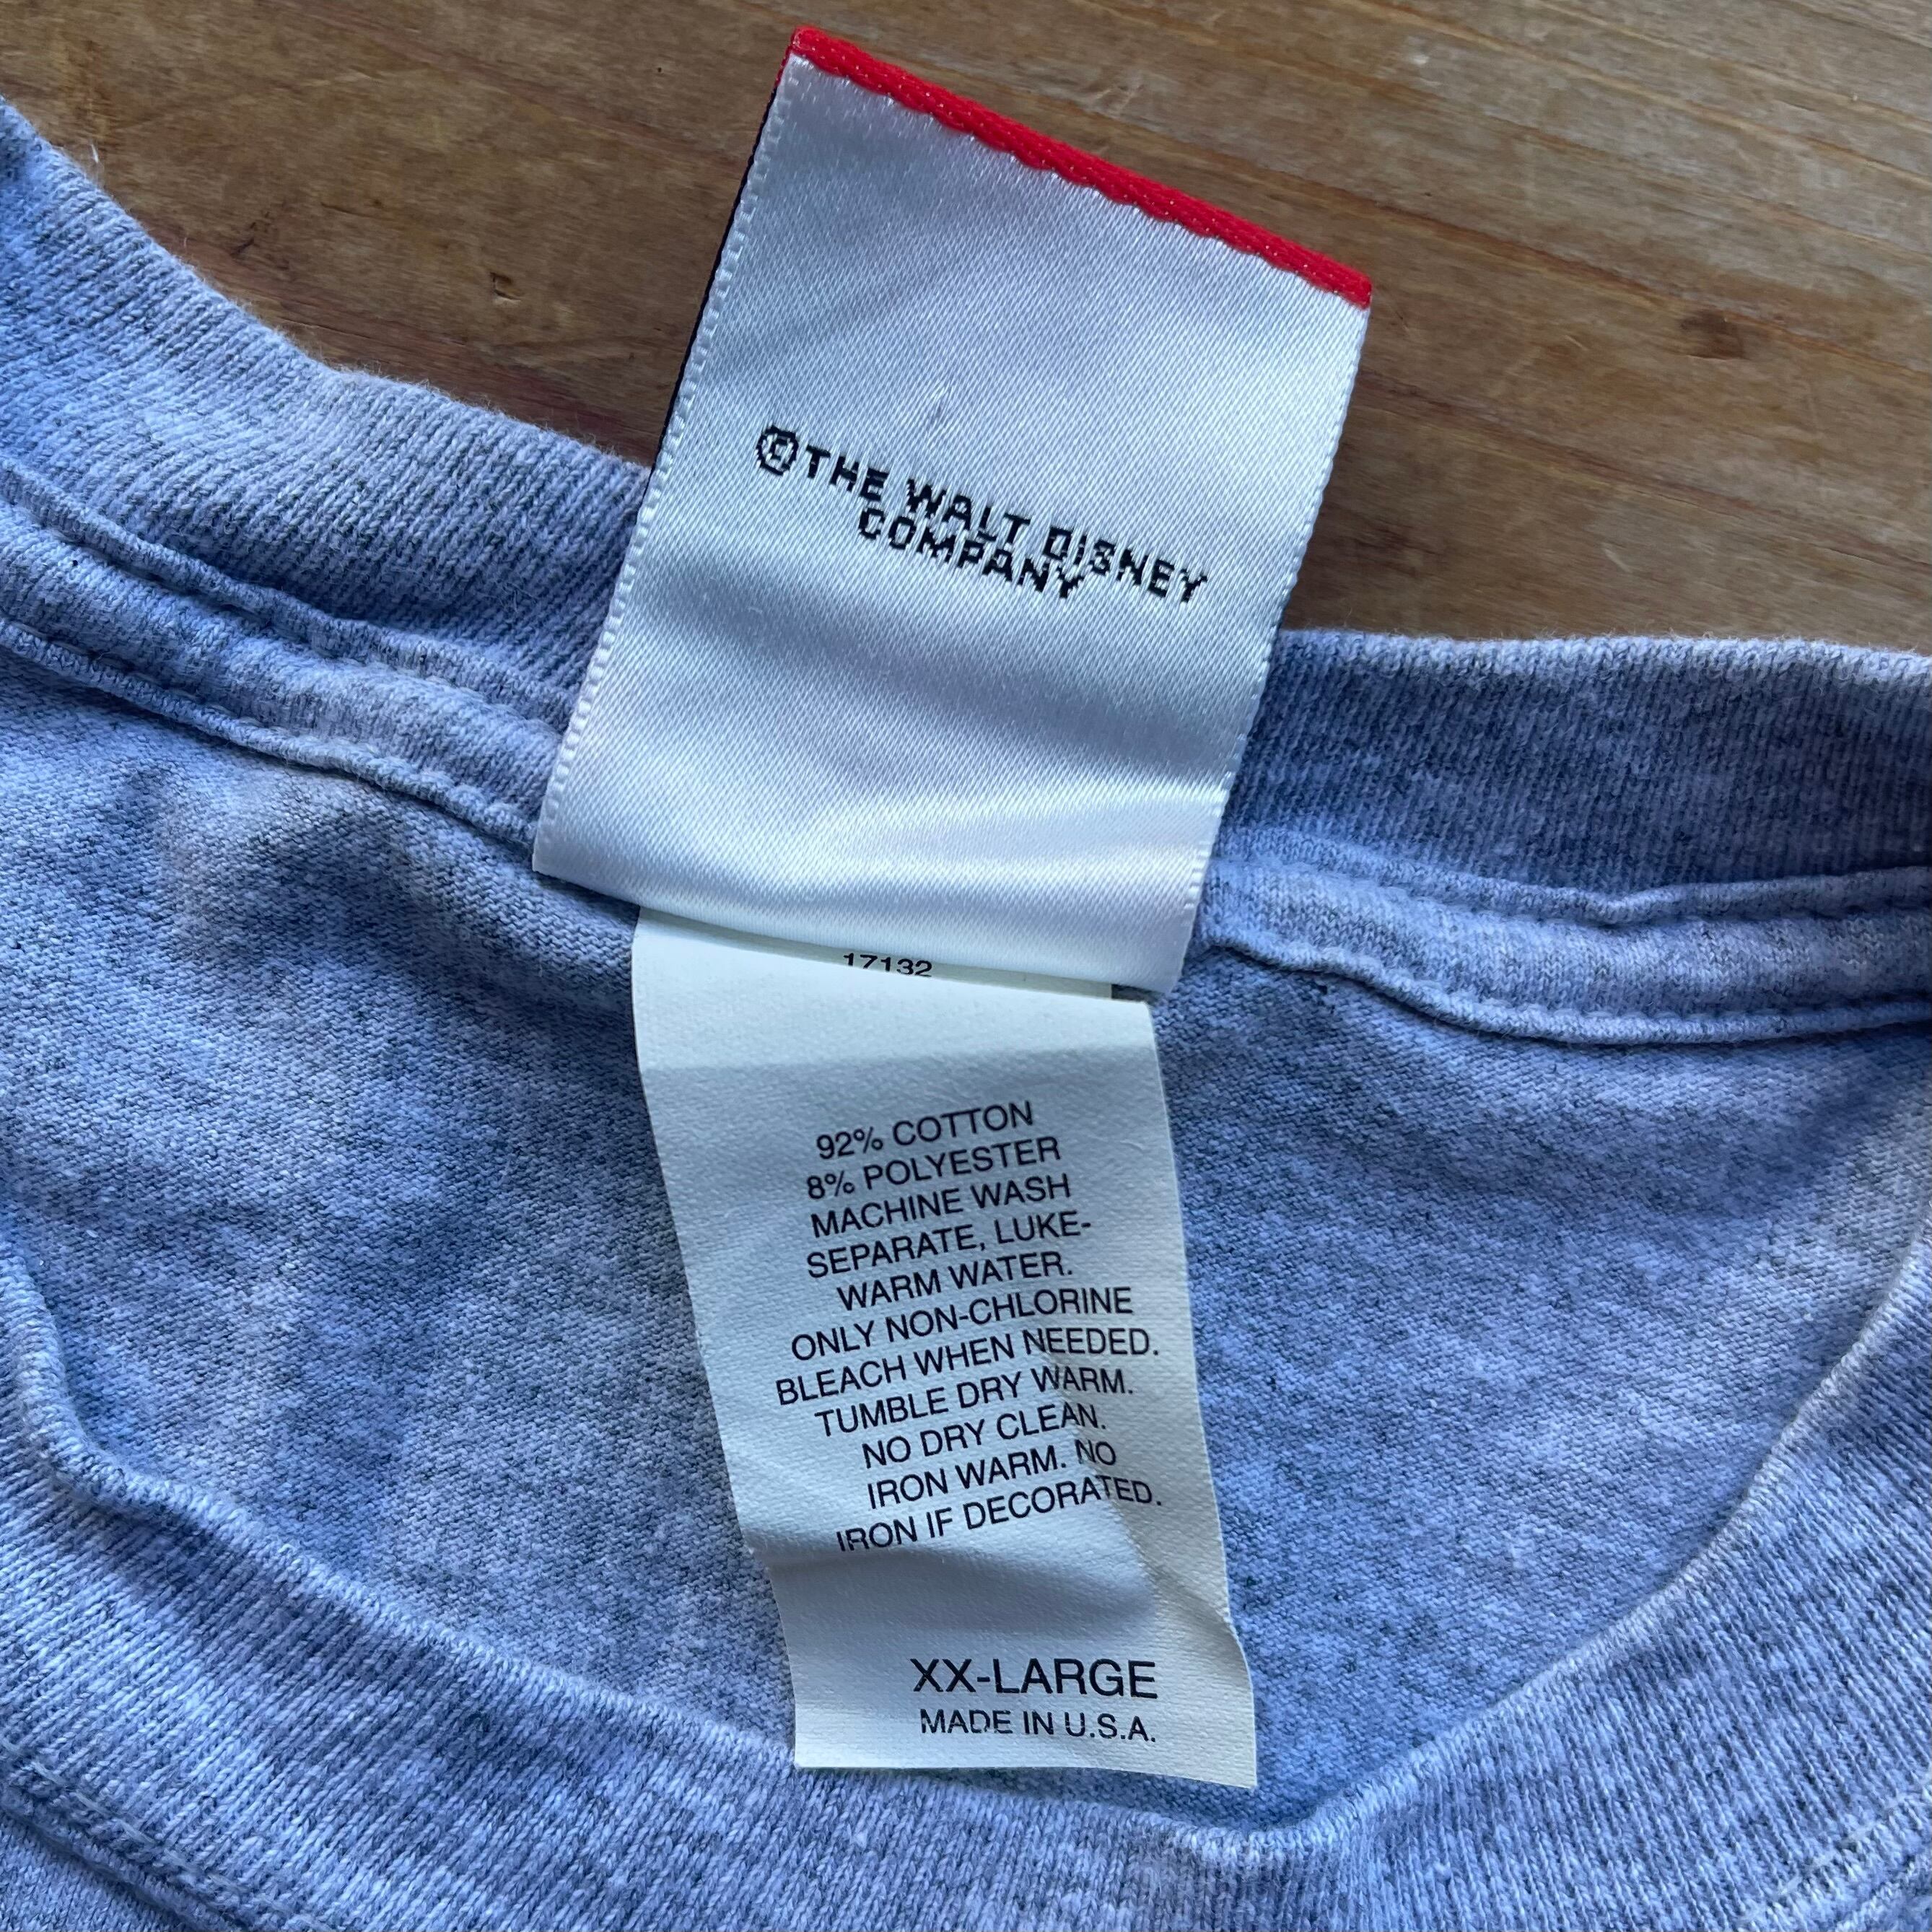 ©THE WALT DISNEY
COMPANY
17132
92% COTTON
8% POLYESTER
MACHINE WASH
SEPARATE, LUKE-
WARM WATER.
ONLY NON-CHLORINE
BLEACH WHEN NEEDED.
TUMBLE DRY WARM.
NO DRY CLEAN.
IRON WARM. NO
IRON IF DECORATED.
XX-LARGE
MADE IN U.S.A.